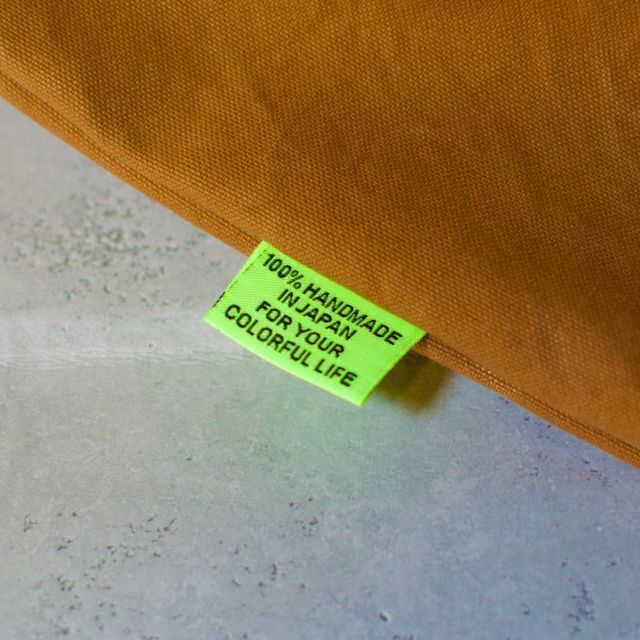 100% HANDMADE
IN JAPAN
FOR YOUR
COLORFUL LIFE